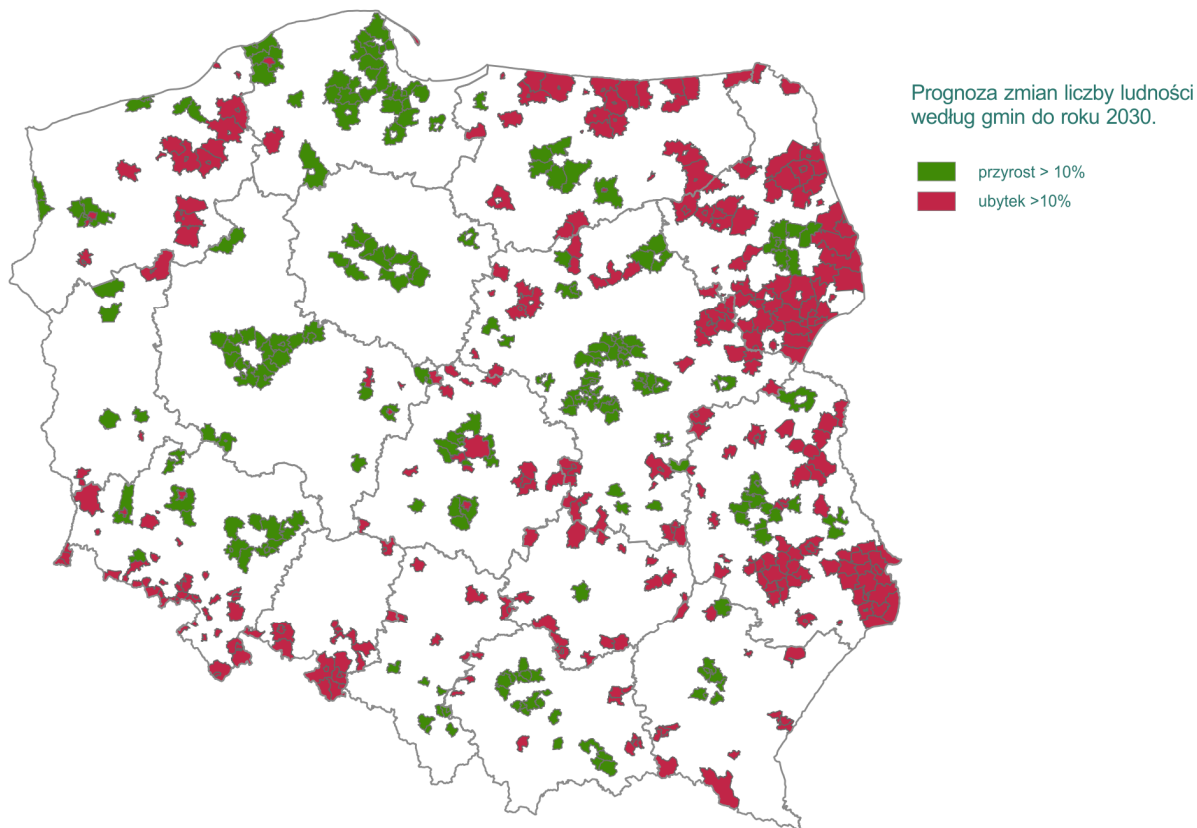 Prognoza zmian liczby ludności
według gmin do roku 2030.
przyrost > 10%
ubytek >10%